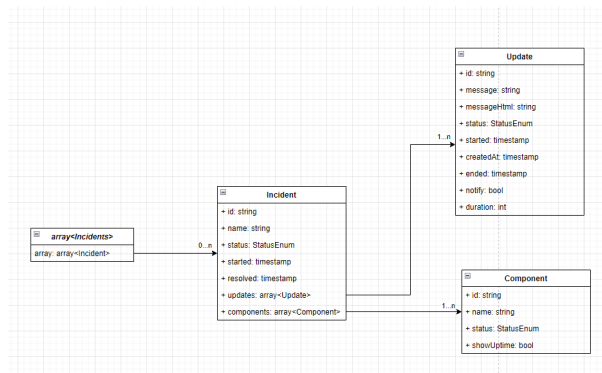 Update
+ id: string
+ message: string
+ messageHtml: string
+ status: StatusEnum
+ started: timestamp
+ createdAt: timestamp
+ ended: timestamp
+ notify: bool
+ duration: int
1...n
Incident
+ id: string
+ name: string
+ status: StatusEnum
+ started: timestamp
+ resolved: timestamp
+ updates: array<Update>
+ components: array<Component>
array<Incidents>
array: array<Incident>
0...n
1...n
Component
+ id: string
+ name: string
+ status: StatusEnum
+ showUptime: bool